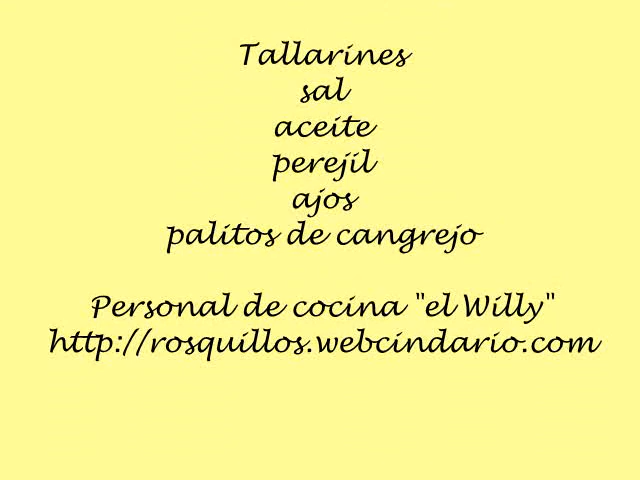 Tallarines
sal
aceite
perejil
ajos
palitos de cangrejo
Personal de cocina "el Willy"
http://rosquillos.webcindario.com